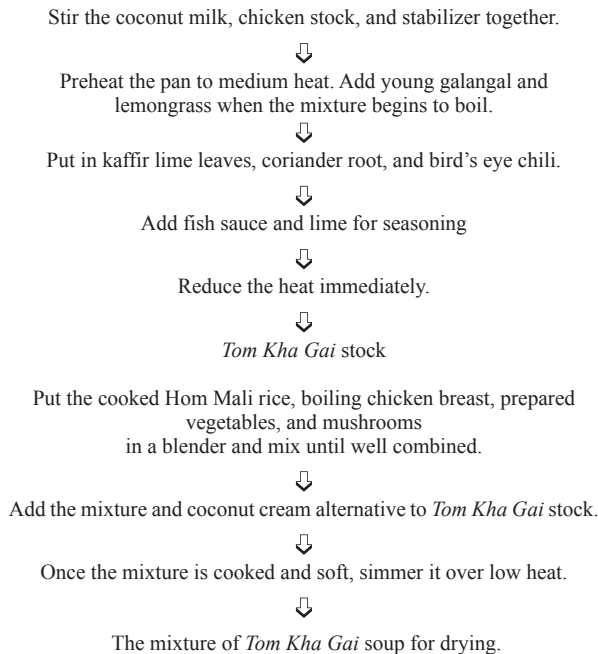 Stir the coconut milk, chicken stock, and stabilizer together.
Preheat the pan to medium heat. Add young galangal and
lemongrass when the mixture begins to boil.
Put in kaffir lime leaves, coriander root, and bird’s eye chili.
Add fish sauce and lime for seasoning
Reduce the heat immediately.
Tom Kha Gai stock
Put the cooked Hom Mali rice, boiling chicken breast, prepared
vegetables, and mushrooms
in a blender and mix until well combined.
Add the mixture and coconut cream alternative to Tom Kha Gai stock.
Once the mixture is cooked and soft, simmer it over low heat.
The mixture of Tom Kha Gai soup for drying.